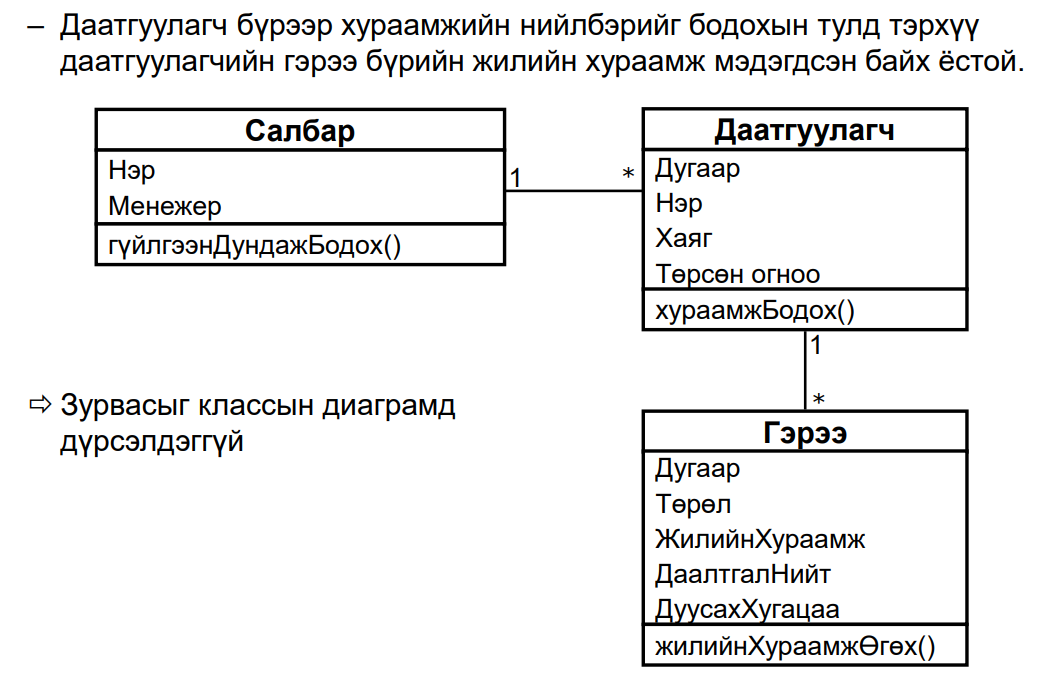 – Даатгуулагч бүрээр хураамжийн нийлбэрийг бодохын тулд тэрхүү
даатгуулагчийн гэрээ бүрийн жилийн хураамж мэдэгдсэн байх ёстой.
Салбар
Нэр
Менежер
гүйлгээнДундажБодох()
1
*
Даатгуулагч
Дугаар
Нэр
Хаяг
Төрсөн огноо
хураамжБодох()
1
*
⇨ Зурвасыг классын диаграмд
дүрсэлдэггүй
Гэрээ
Дугаар
Төрөл
ЖилийнХураамж
ДаалтгалНийт
ДуусахХугацаа
жилийнХураамжӨгөх()